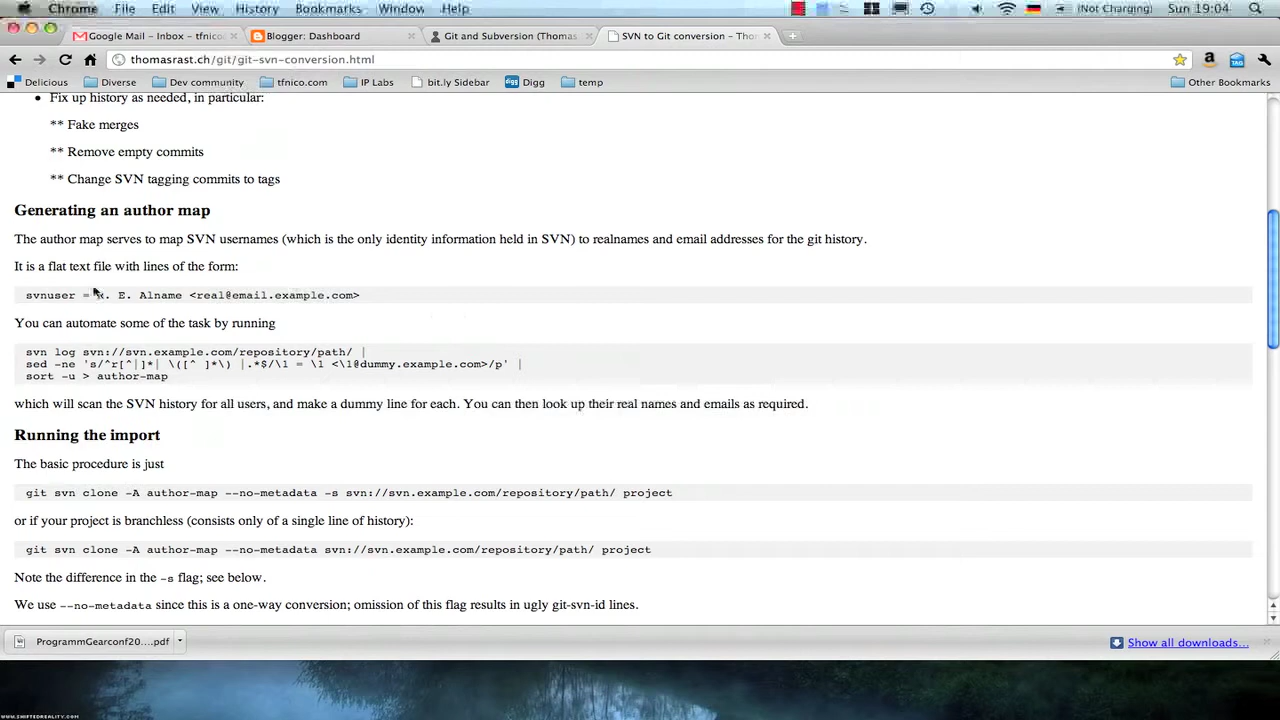 Chrome File Edit View History Bookmarks Window Help (Not Charging) Sun 19:04
Google Mail - Inbox - tfnico Blogger: Dashboard Git and Subversion (Thomas SVN to Git conversion - Thom
thomasrast.ch/git/git-svn-conversion.html
Delicious Diverse Dev community tfnico.com IP Labs bit.ly Sidebar digg Digg temp Other Bookmarks
• Fix up history as needed, in particular:
** Fake merges
** Remove empty commits
** Change SVN tagging commits to tags
Generating an author map
The author map serves to map SVN usernames (which is the only identity information held in SVN) to realnames and email addresses for the git history.
It is a flat text file with lines of the form:
svnuser = E. Alname <real@email.example.com>
You can automate some of the task by running
svn log svn://svn.example.com/repository/path/ |
sed -ne 's/^r[^|]*| \([^ ]*\) |.*$/\1 = \1 <\1@dummy.example.com>/p' |
sort -u > author-map
which will scan the SVN history for all users, and make a dummy line for each. You can then look up their real names and emails as required.
Running the import
The basic procedure is just
git svn clone -A author-map --no-metadata -s svn://svn.example.com/repository/path/ project
or if your project is branchless (consists only of a single line of history):
git svn clone -A author-map --no-metadata svn://svn.example.com/repository/path/ project
Note the difference in the -s flag; see below.
We use --no-metadata since this is a one-way conversion; omission of this flag results in ugly git-svn-id lines.
ProgrammGearconf20....pdf Show all downloads...
WWW.SHIFTEDREALITY.COM